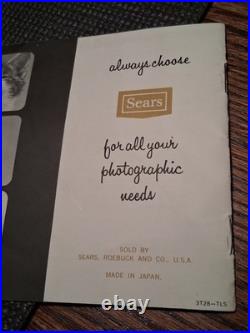 always choose
Sears
for all your
photographic
needs
SOLD BY
SEARS, ROEBUCK AND CO., U.S.A.
MADE IN JAPAN.
3T28-TLS